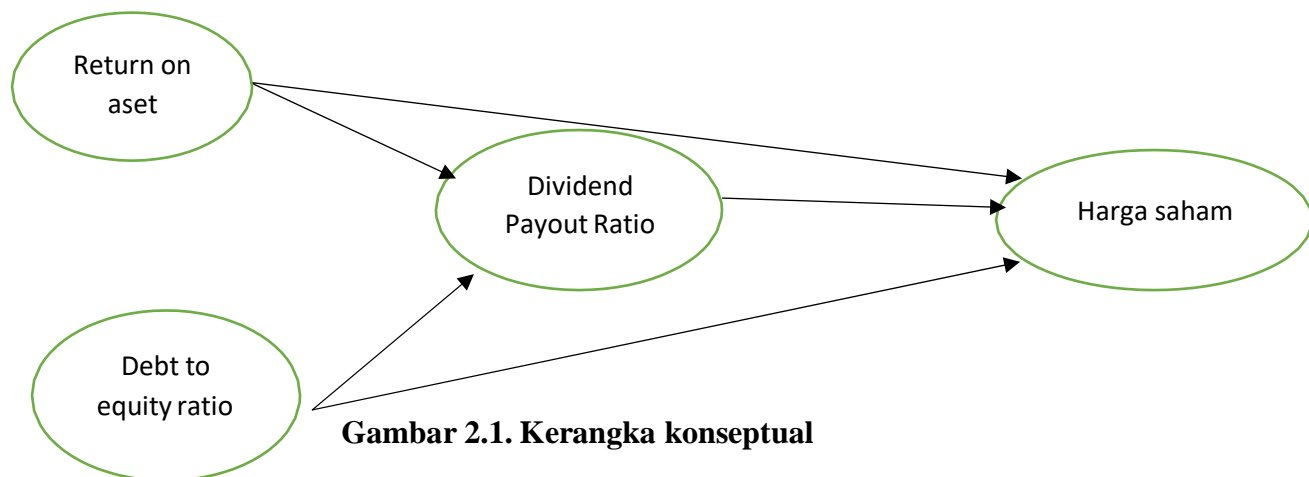 Return on
aset
Dividend
Payout Ratio
Harga saham
Debt to
equity ratio
Gambar 2.1. Kerangka konseptual